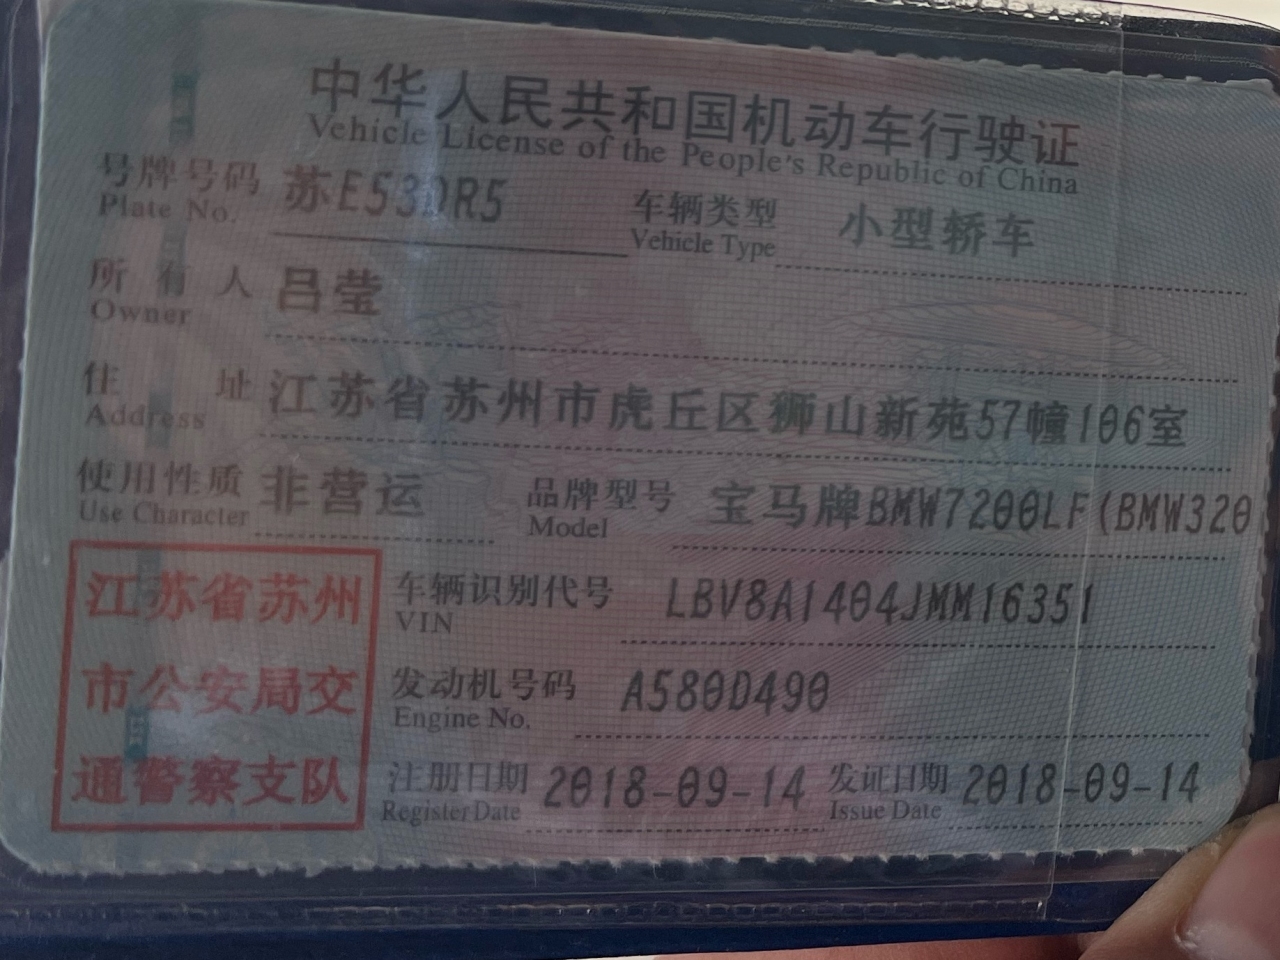 中华人民共和国机动车行驶证
Vehicle License of the People's Republic of China
号牌号码 苏E53DR5 车辆类型 小型轿车
Plate No. Vehicle Type
所有人 吕莹
Owner
住址 江苏省苏州市虎丘区狮山新苑57幢106室
Address
使用性质 非营运 品牌型号 宝马牌BMW7200LF(BMW320
Use Character Model
江苏省苏州
市公安局交
通警察支队
车辆识别代号 LBV8A1404JMM16351
VIN
发动机号码 A580D490
Engine No.
注册日期 2018-09-14 发证日期 2018-09-14
Register Date Issue Date